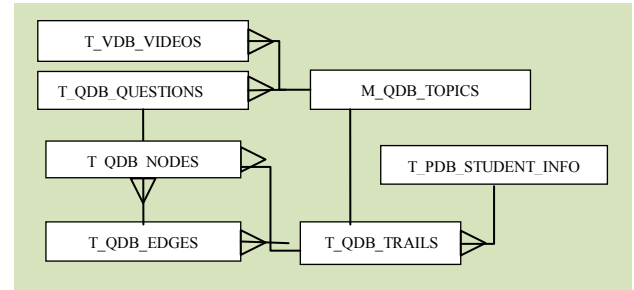 T_VDB_VIDEOS
T_QDB_QUESTIONS
M_QDB_TOPICS
T_QDB_NODES
T_PDB_STUDENT_INFO
T_QDB_EDGES
T_QDB_TRAILS